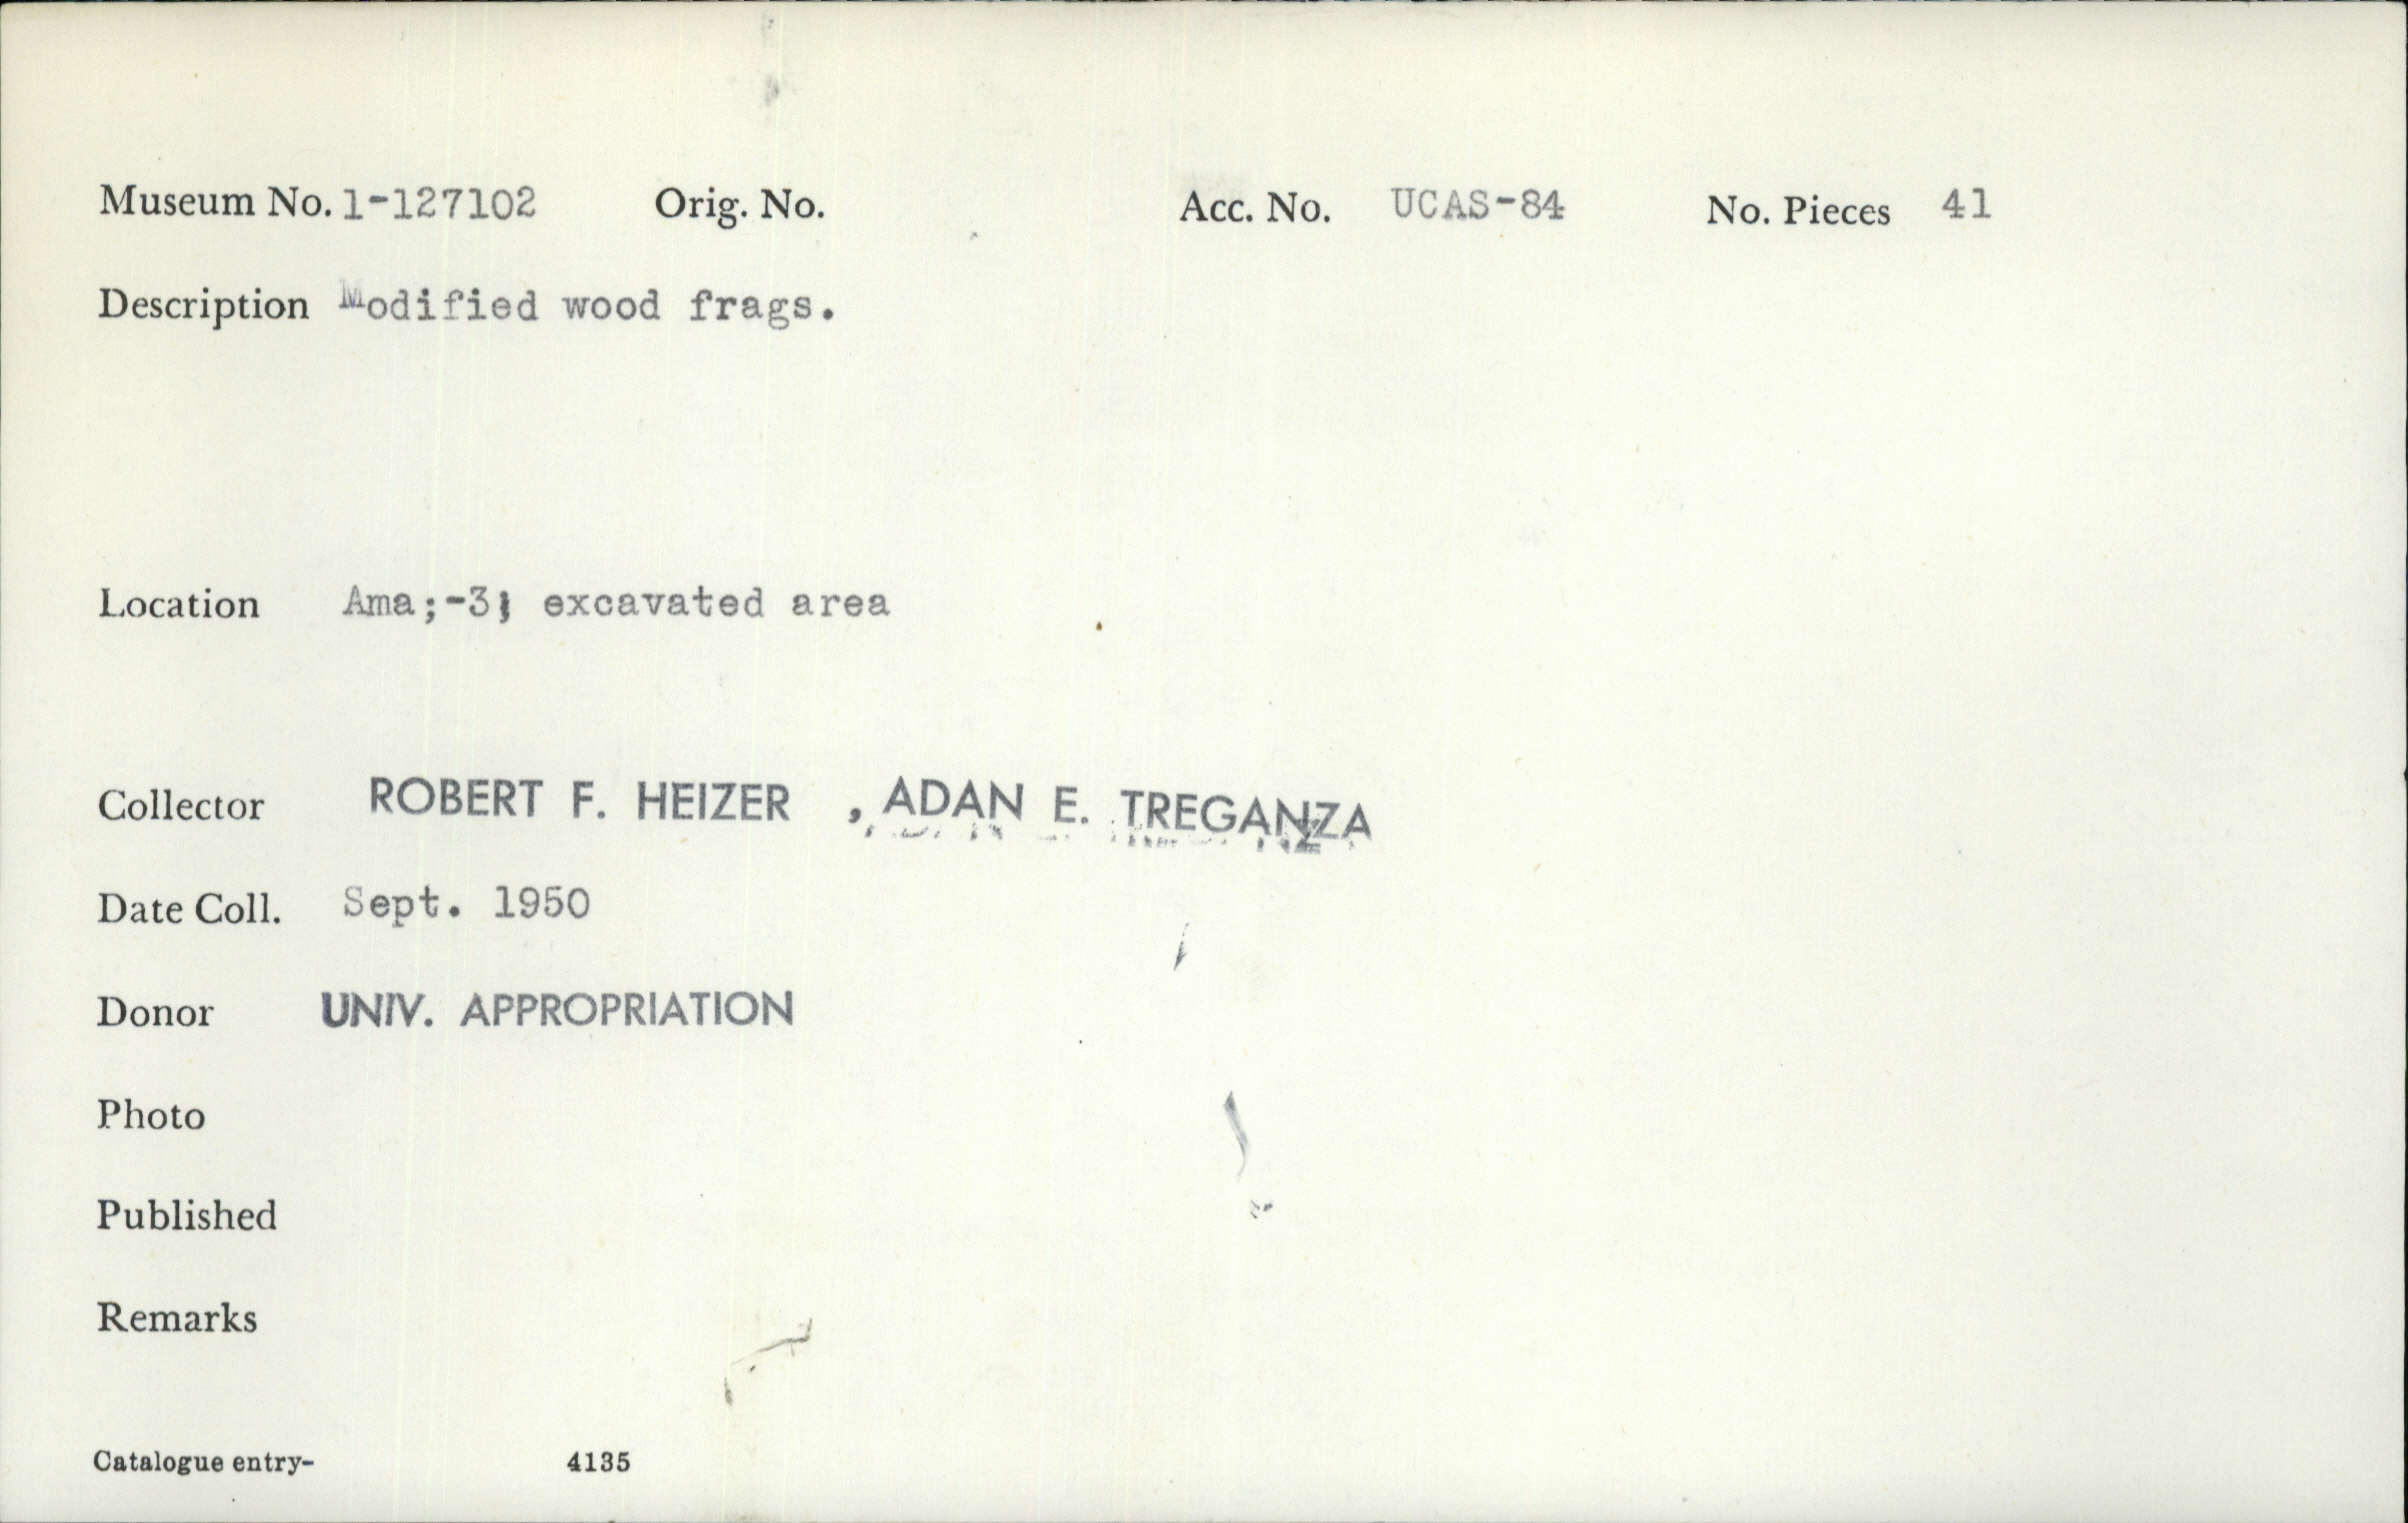 Museum No. 1-127102 Orig. No. Acc. No. UCAS-84 No. Pieces 41
Description Modified wood frags.
Location Ama;-3; excavated area
Collector ROBERT F. HEIZER , ADAN E. TREGANZA
Date Coll. Sept. 1950
Donor UNIV. APPROPRIATION
Photo
Published
Remarks
Catalogue entry- 4135